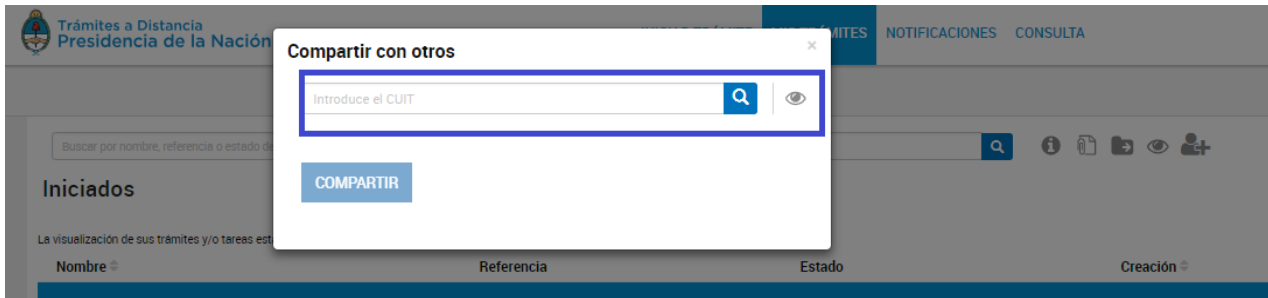 Trámites a Distancia
Presidencia de la Nación
MITES
NOTIFICACIONES
CONSULTA
Compartir con otros
×
Introduce el CUIT
Buscar por nombre, referencia o estado de
COMPARTIR
Iniciados
La visualización de sus trámites y/o tareas est
Nombre
Referencia
Estado
Creación